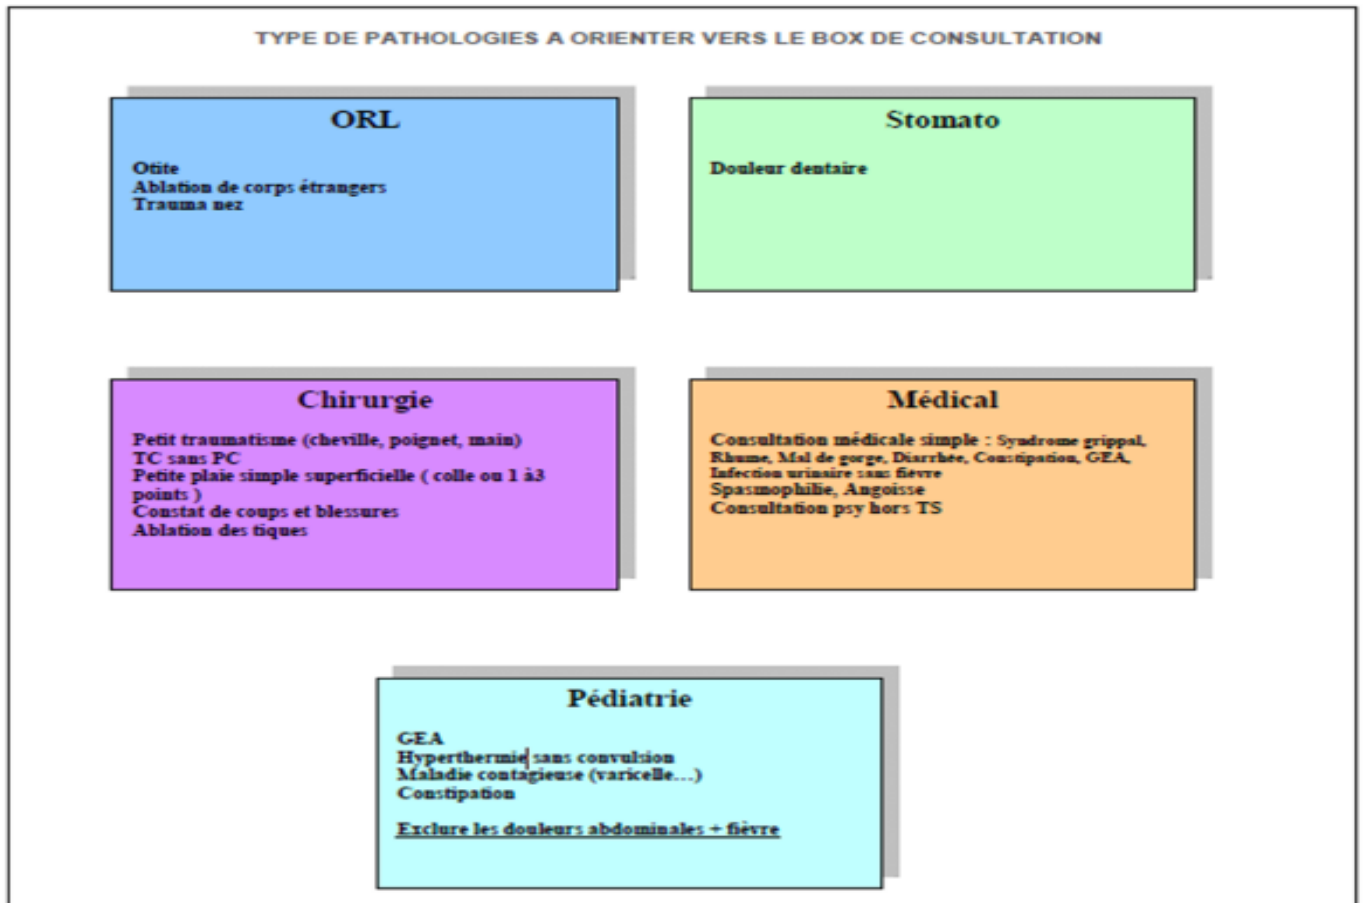 TYPE DE PATHOLOGIES A ORIENTER VERS LE BOX DE CONSULTATION
ORL
Otite
Ablation de corps étrangers
Trauma nez
Stomato
Douleur dentaire
Chirurgie
Petit traumatisme (cheville, poignet, main)
TC sans PC
Petite plaie simple superficielle ( colle ou 1 à3
points )
Constat de coups et blessures
Ablation des tiques
Médical
Consultation médicale simple : Syndrome grippal,
Rhume, Mal de gorge, Diarrhée, Constipation, GEA,
Infection urinaire sans fièvre
Spasmophilie, Angoisse
Consultation psy hors TS
Pédiatrie
GEA
Hyperthermie sans convulsion
Maladie contagieuse (varicelle...)
Constipation
Exclure les douleurs abdominales + fièvre